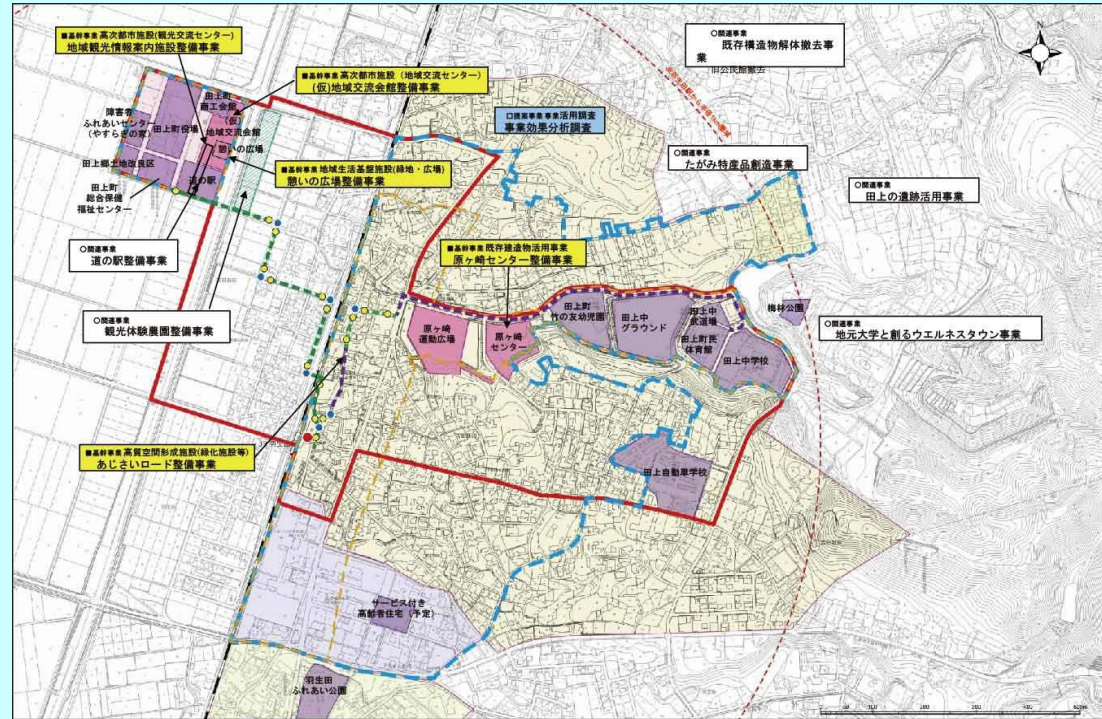 ■基幹事業 高次都市施設(観光交流センター)
地域観光情報案内施設整備事業
■基幹事業 高次都市施設（地域交流センター）
(仮)地域交流会館整備事業
○関連事業
既存構造物解体撤去事
業
旧公民館撤去
N
田上町
商工会館
障害者
ふれあいセンター
（やすらぎの家）
田上町役場
（仮）
地域交流会館
憩いの広場
田上郷土地改良区
道の駅
田上町
総合保健
福祉センター
■基幹事業 地域生活基盤施設(緑地・広場)
憩いの広場整備事業
□提案事業 事業活用調査
事業効果分析調査
○関連事業
たがみ特産品創造事業
○関連事業
田上の遺跡活用事業
○関連事業
道の駅整備事業
■基幹事業 既存建造物活用事業
原ヶ崎センター整備事業
○関連事業
観光体験農園整備事業
原ヶ崎
運動広場
原ヶ崎
センター
田上町
竹の友幼児園
田上中
グラウンド
田上中
武道場
田上町民
体育館
田上中学校
梅林公園
○関連事業
地元大学と創るウエルネスタウン事業
■基幹事業 高質空間形成施設(緑化施設等)
あじさいロード整備事業
田上自動車学校
サービス付き
高齢者住宅（予定）
羽生田
ふれあい公園
0 50 100 200 300 400 500m